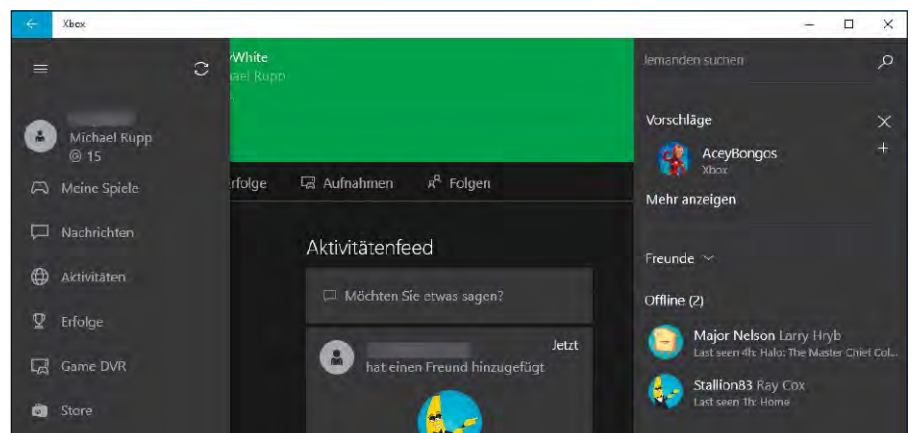 Xbox
Michael Rupp
@ 15
Meine Spiele
Nachrichten
Aktivitäten
Erfolge
Game DVR
Store
yWhite
ael Rupp
rfolge
Aufnahmen
Folgen
Aktivitätenfeed
Möchten Sie etwas sagen?
Jetzt
hat einen Freund hinzugefügt
Jemanden suchen
Vorschläge
AceyBongos
Xbox
Mehr anzeigen
Freunde
Offline (2)
Major Nelson Larry Hryb
Last seen 4h: Halo: The Master Chief Col...
Stallion83 Ray Cox
Last seen 1h: Home